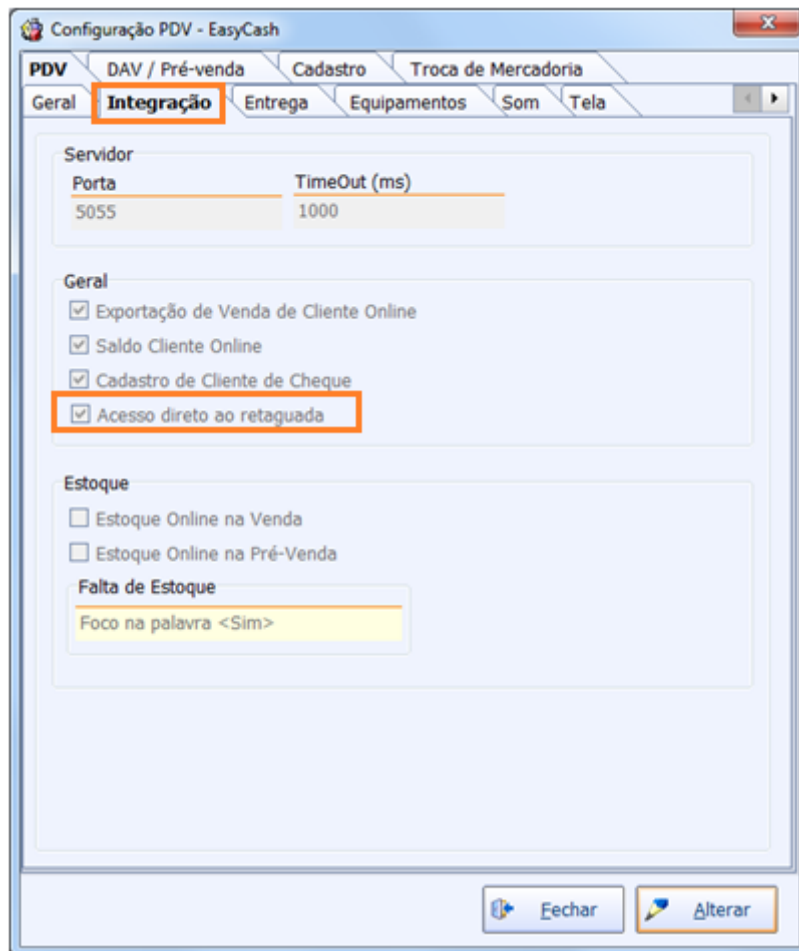 Configuração PDV - EasyCash
PDV DAV / Pré-venda Cadastro Troca de Mercadoria
Geral Integração Entrega Equipamentos Som Tela
Servidor
Porta TimeOut (ms)
5055 1000
Geral
Exportação de Venda de Cliente Online
Saldo Cliente Online
Cadastro de Cliente de Cheque
Acesso direto ao retaguada
Estoque
Estoque Online na Venda
Estoque Online na Pré-Venda
Falta de Estoque
Foco na palavra <Sim>
Fechar Alterar